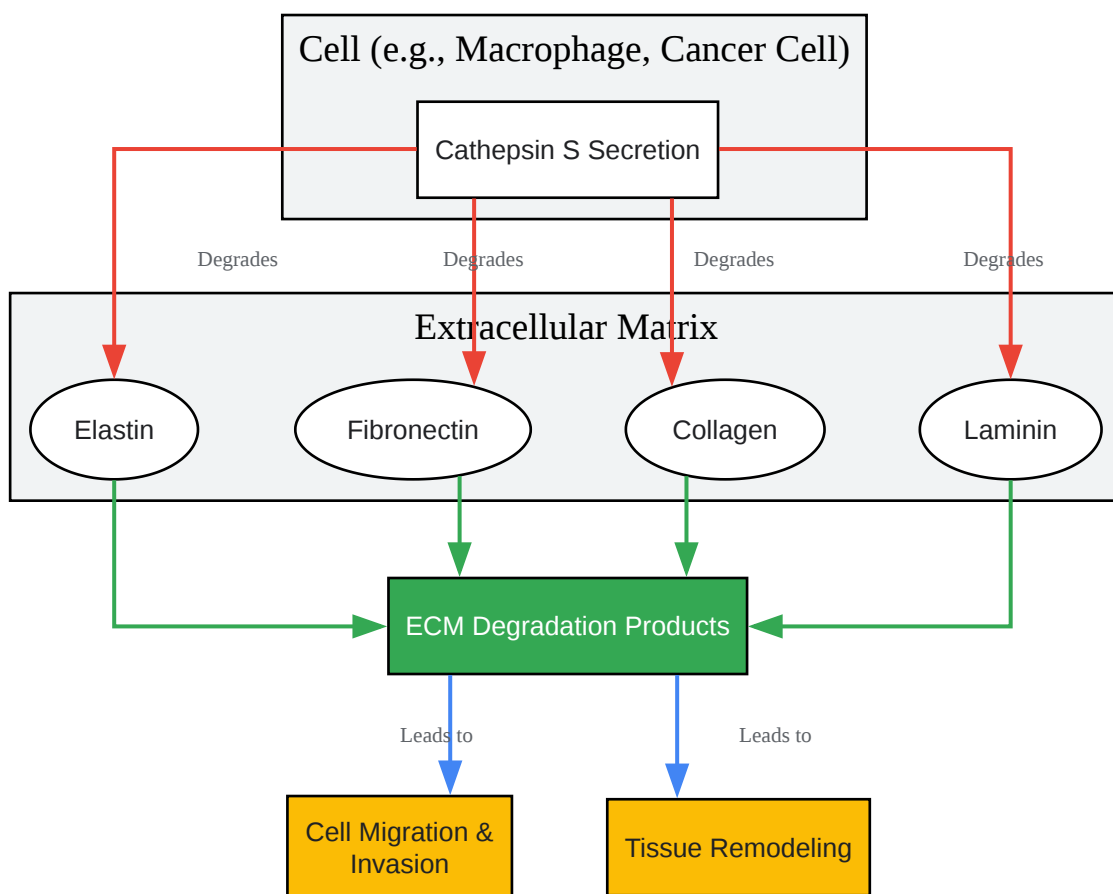 Cell (e.g., Macrophage, Cancer Cell)
Cathepsin S Secretion
Degrades
Degrades
Degrades
Degrades
Extracellular Matrix
Elastin
Fibronectin
Collagen
Laminin
ECM Degradation Products
Leads to
Leads to
Cell Migration &
Invasion
Tissue Remodeling